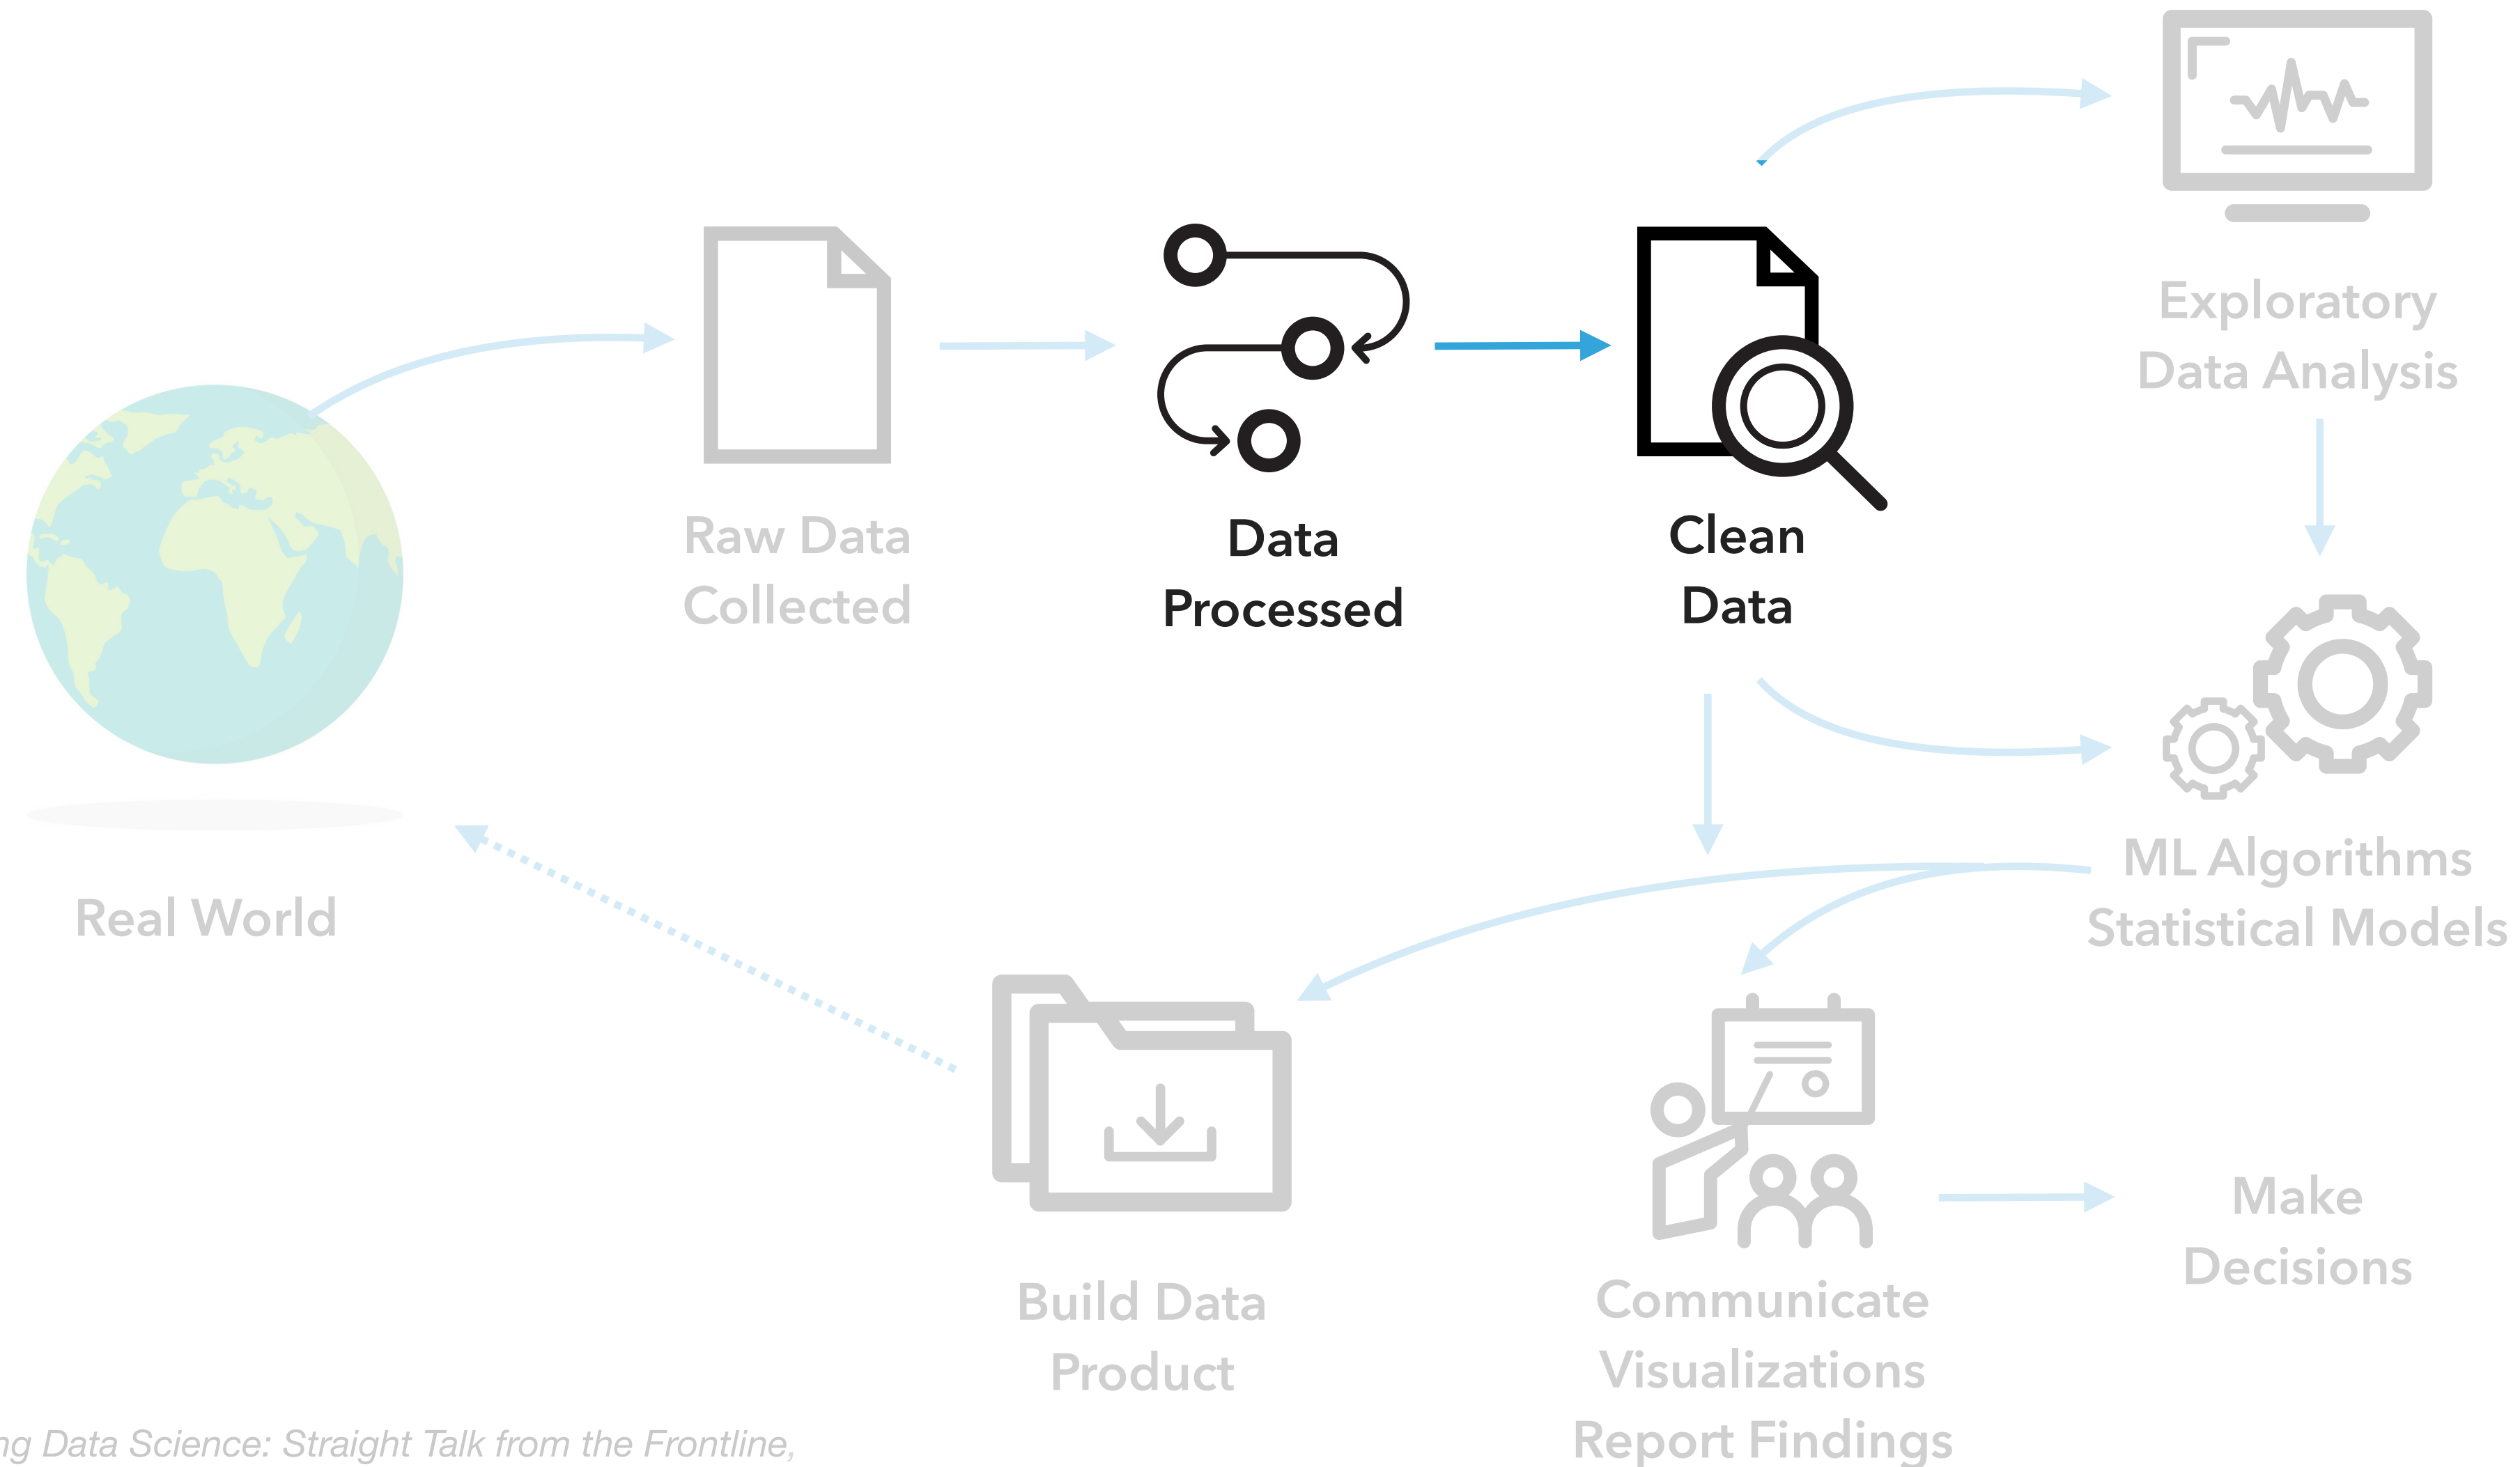 Exploratory
Data Analysis
Raw Data
Collected
Data
Processed
Clean
Data
Real World
ML Algorithms
Statistical Models
Build Data
Product
Communicate
Visualizations
Report Findings
Make
Decisions
ng Data Science: Straight Talk from the Frontline,